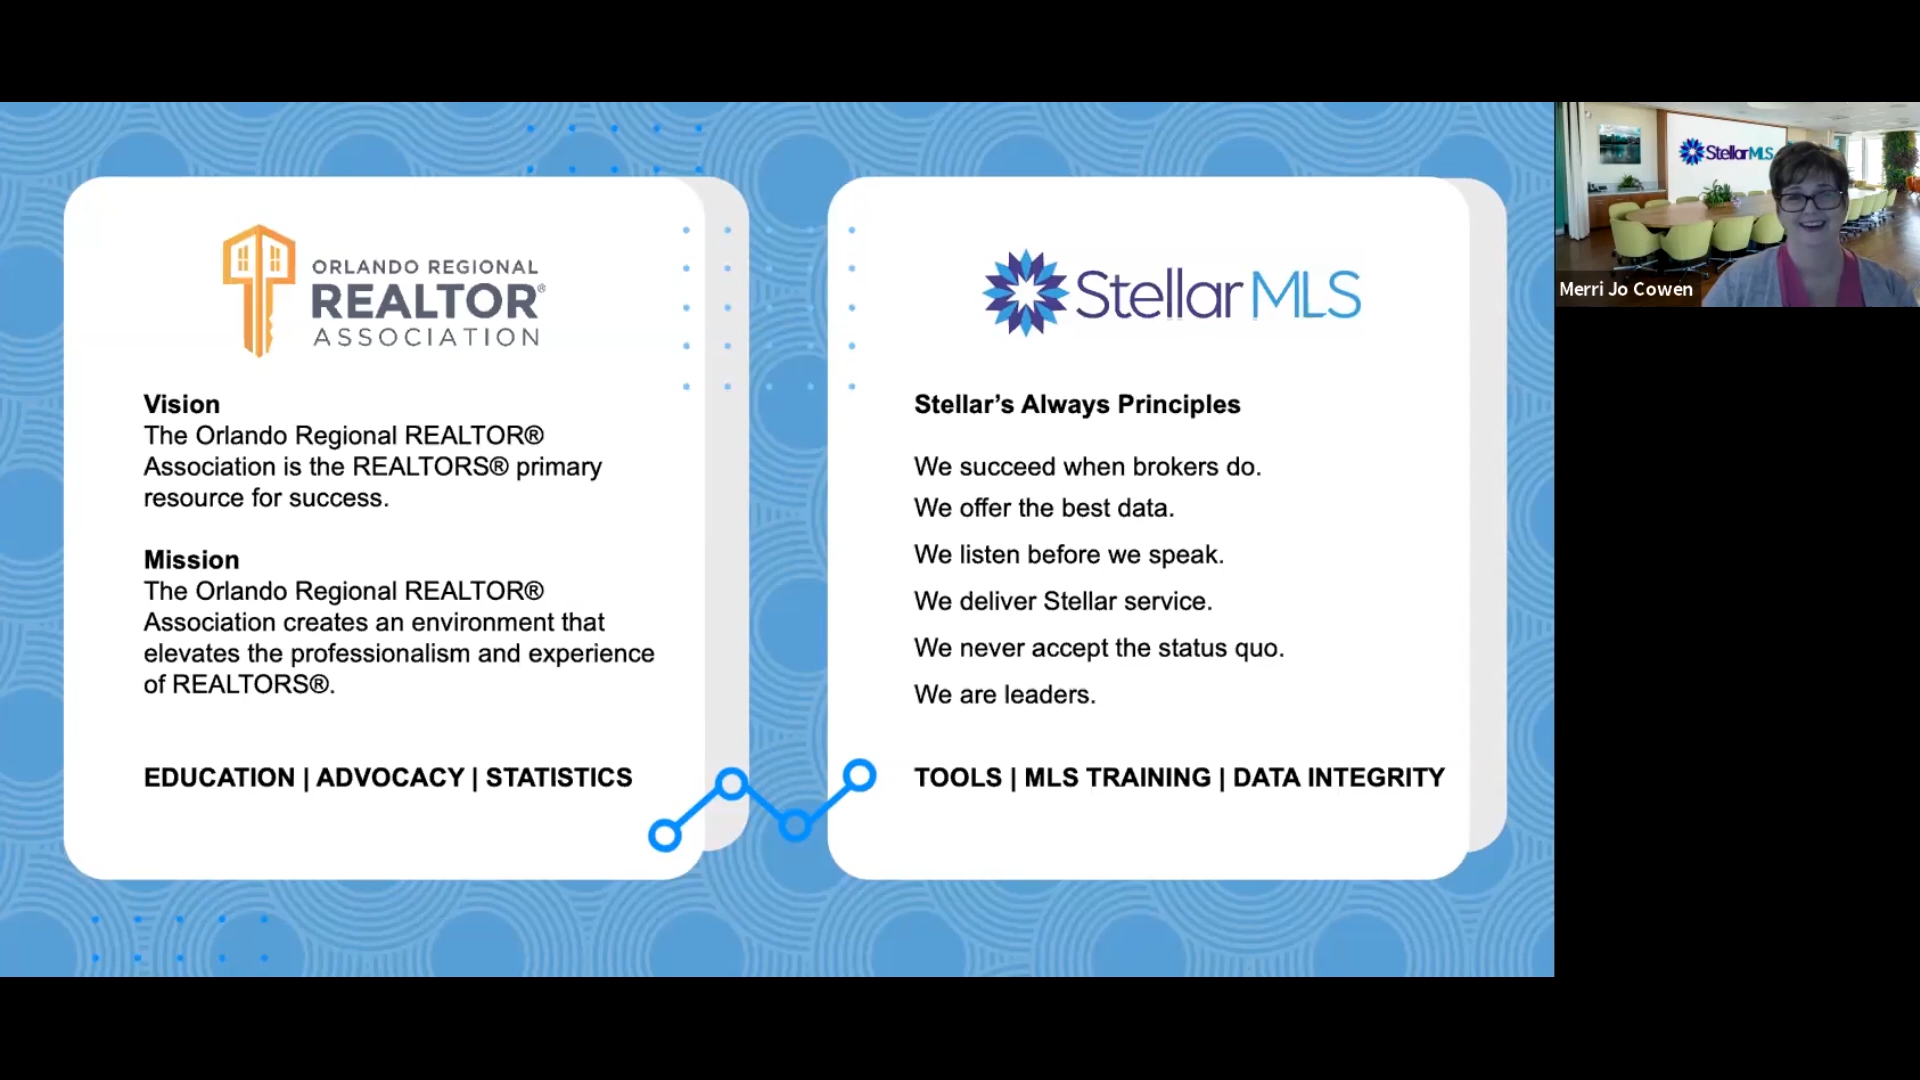 ORLANDO REGIONAL
REALTOR®
ASSOCIATION
Vision
The Orlando Regional REALTOR®
Association is the REALTORS® primary
resource for success.
Mission
The Orlando Regional REALTOR®
Association creates an environment that
elevates the professionalism and experience
of REALTORS®.
EDUCATION | ADVOCACY | STATISTICS
Stellar MLS
Stellar’s Always Principles
We succeed when brokers do.
We offer the best data.
We listen before we speak.
We deliver Stellar service.
We never accept the status quo.
We are leaders.
TOOLS | MLS TRAINING | DATA INTEGRITY
StellarMLS
Merri Jo Cowen